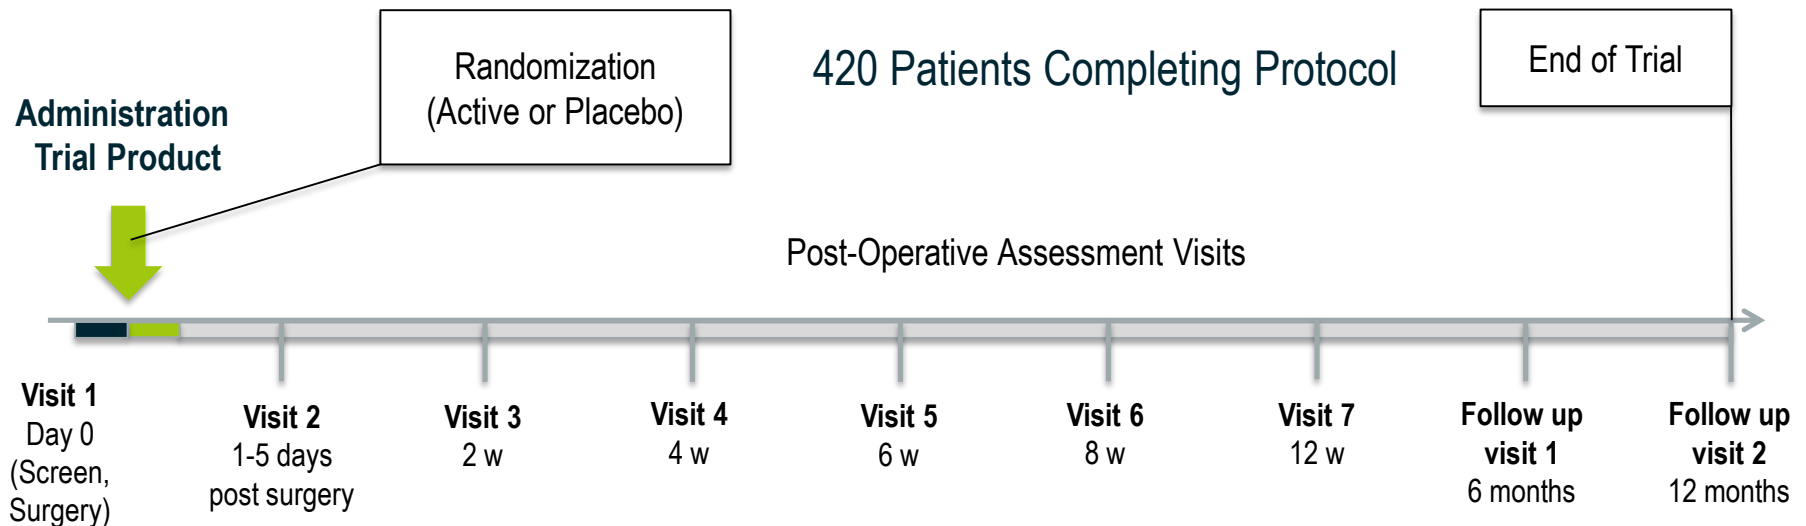 Administration
Trial Product
Randomization
(Active or Placebo)
420 Patients Completing Protocol
End of Trial
Post-Operative Assessment Visits
Visit 1
Day 0
(Screen,
Surgery)
Visit 2
1-5 days
post surgery
Visit 3
2 w
Visit 4
4 w
Visit 5
6 w
Visit 6
8 w
Visit 7
12 w
Follow up
visit 1
6 months
Follow up
visit 2
12 months